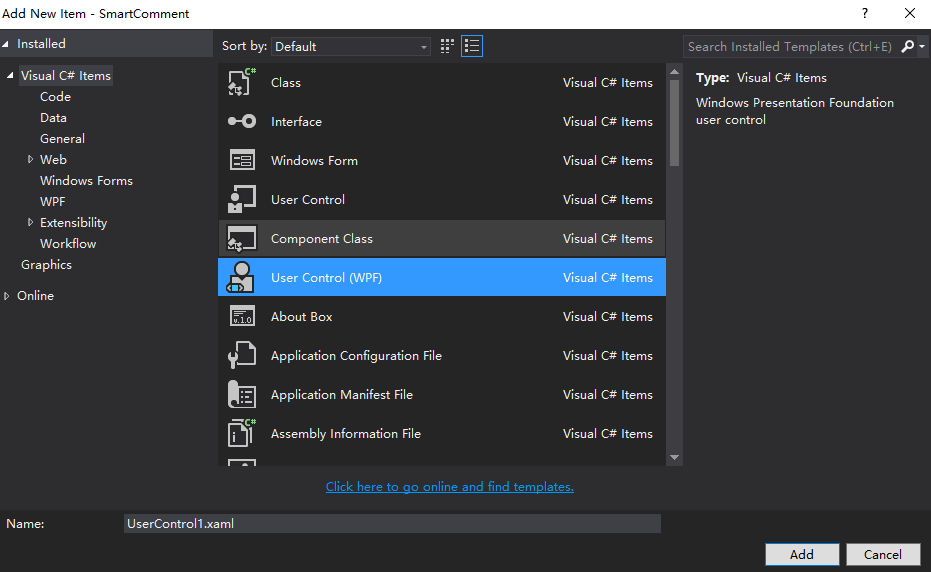 Add New Item - SmartComment
?
Installed
Sort by: Default
Search Installed Templates (Ctrl+E)
Visual C# Items
Code
Data
General
Web
Windows Forms
WPF
Extensibility
Workflow
Graphics
Online
C# Class Visual C# Items
Interface Visual C# Items
Windows Form Visual C# Items
User Control Visual C# Items
Component Class Visual C# Items
User Control (WPF) Visual C# Items
v.1.0 About Box Visual C# Items
Application Configuration File Visual C# Items
Application Manifest File Visual C# Items
C# Assembly Information File Visual C# Items
Type: Visual C# Items
Windows Presentation Foundation
user control
Click here to go online and find templates.
Name: UserControl1.xaml
Add Cancel